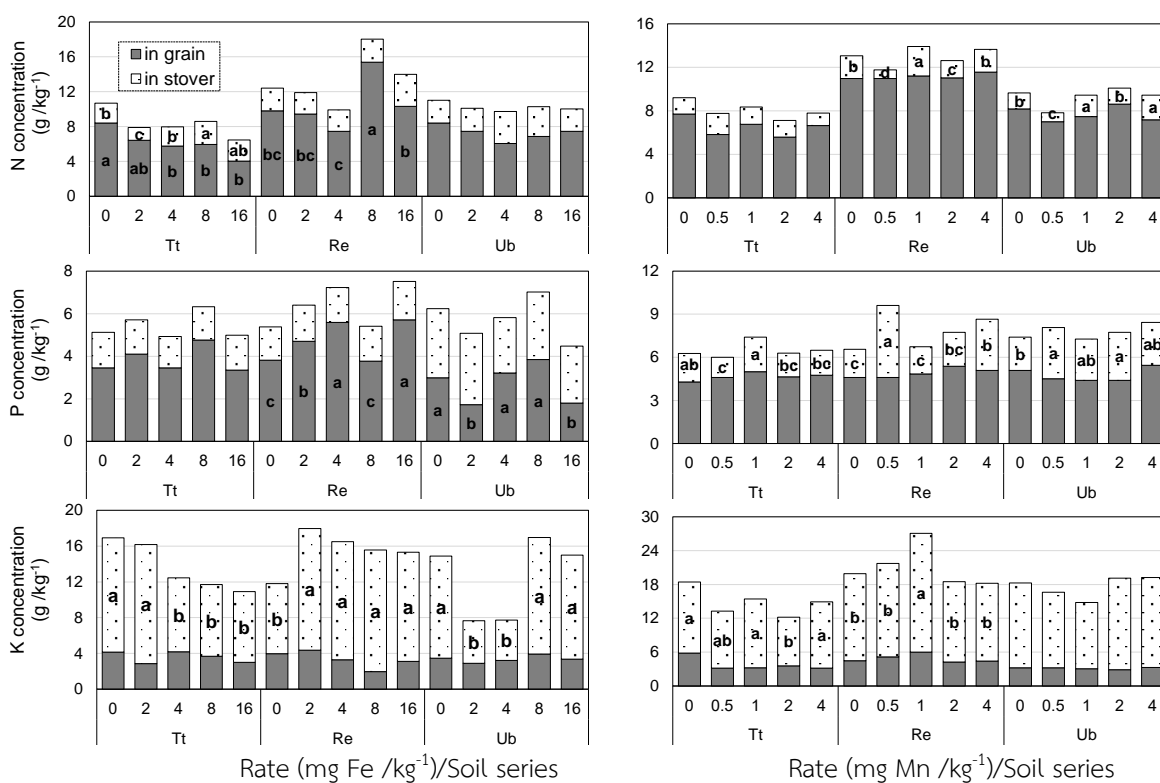 N concentration
(g /kg⁻¹)
20
16
12
8
4
0
in grain
in stover
b
c
b
a
ab
a
ab
b
b
b
bc
bc
c
a
b
0 2 4 8 16 0 2 4 8 16 0 2 4 8 16
Tt Re Ub
16
12
8
4
0
b
d
a
c
b
b
c
a
b
a
0 0.5 1 2 4 0 0.5 1 2 4 0 0.5 1 2 4
Tt Re Ub
P concentration
(g /kg⁻¹)
8
6
4
2
0
c
b
a
c
a
a
b
a
a
b
0 2 4 8 16 0 2 4 8 16 0 2 4 8 16
Tt Re Ub
12
9
6
3
0
ab
c
a
bc
bc
c
a
c
bc
b
b
a
ab
a
ab
0 0.5 1 2 4 0 0.5 1 2 4 0 0.5 1 2 4
Tt Re Ub
K concentration
(g /kg⁻¹)
20
16
12
8
4
0
a
a
b
b
b
b
a
a
a
a
a
b
b
a
a
0 2 4 8 16 0 2 4 8 16 0 2 4 8 16
Tt Re Ub
30
24
18
12
6
0
a
ab
a
b
a
b
b
a
b
b
0 0.5 1 2 4 0 0.5 1 2 4 0 0.5 1 2 4
Tt Re Ub
Rate (mg Fe /kg⁻¹)/Soil series
Rate (mg Mn /kg⁻¹)/Soil series